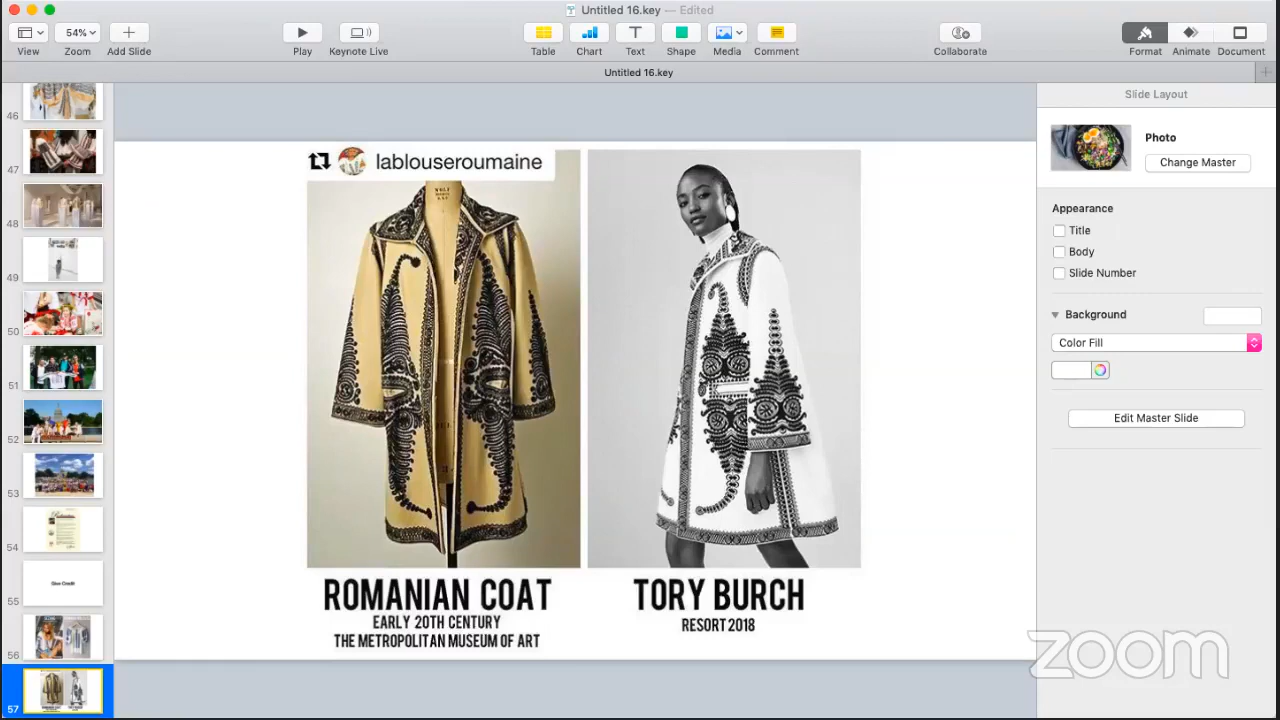 Untitled 16.key — Edited
54%
View
Zoom
Add Slide
Play
Keynote Live
Table
Chart
Text
Shape
Media
Comment
Collaborate
Format
Animate
Document
Untitled 16.key
46
47
48
49
50
51
52
53
54
55
Give Credit
56
57
lablouseroumaine
ROMANIAN COAT
EARLY 20TH CENTURY
THE METROPOLITAN MUSEUM OF ART
TORY BURCH
RESORT 2018
Slide Layout
Photo
Change Master
Appearance
Title
Body
Slide Number
Background
Color Fill
Edit Master Slide
zoom